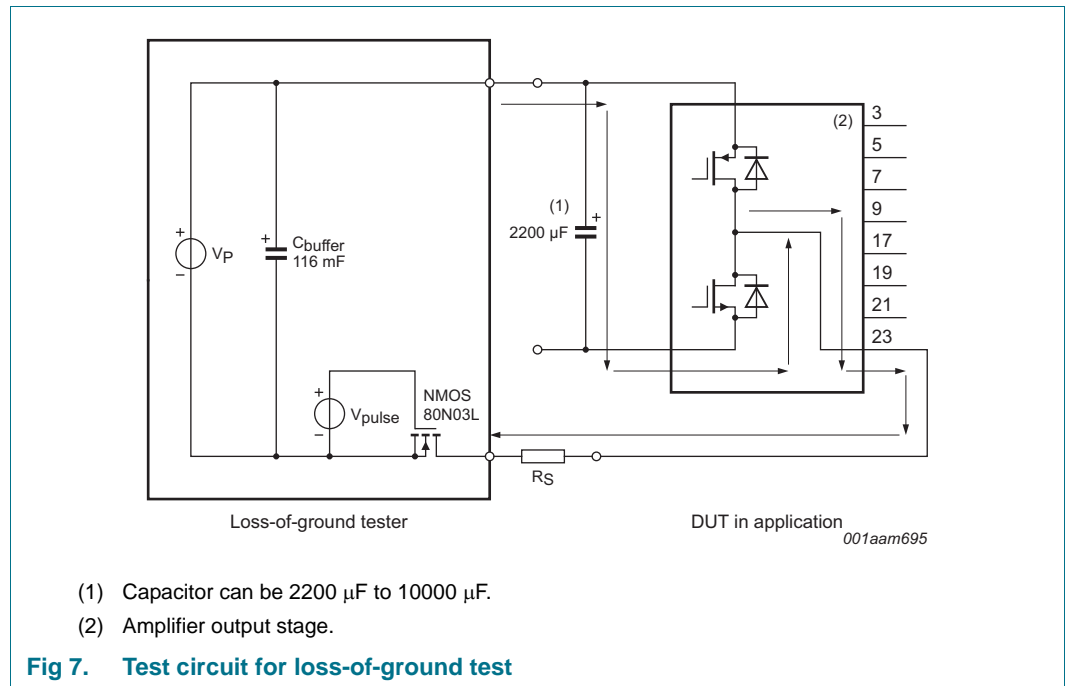 3
(2)
5
7
(1)
9
2200 μF
+
17
+
VP
–
+
Cbuffer
116 mF
19
21
23
+
Vpulse
–
NMOS
80N03L
RS
Loss-of-ground tester
DUT in application
001aam695
(1) Capacitor can be 2200 μF to 10000 μF.
(2) Amplifier output stage.
Fig 7. Test circuit for loss-of-ground test